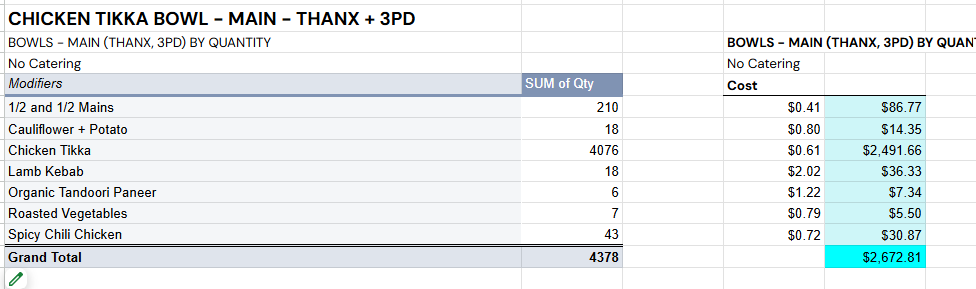 CHICKEN TIKKA BOWL - MAIN - THANX + 3PD
BOWLS - MAIN (THANX, 3PD) BY QUANTITY BOWLS - MAIN (THANX, 3PD) BY QUAN
No Catering No Catering
Modifiers SUM of Qty Cost
1/2 and 1/2 Mains 210 $0.41 $86.77
Cauliflower + Potato 18 $0.80 $14.35
Chicken Tikka 4076 $0.61 $2,491.66
Lamb Kebab 18 $2.02 $36.33
Organic Tandoori Paneer 6 $1.22 $7.34
Roasted Vegetables 7 $0.79 $5.50
Spicy Chili Chicken 43 $0.72 $30.87
Grand Total 4378 $2,672.81